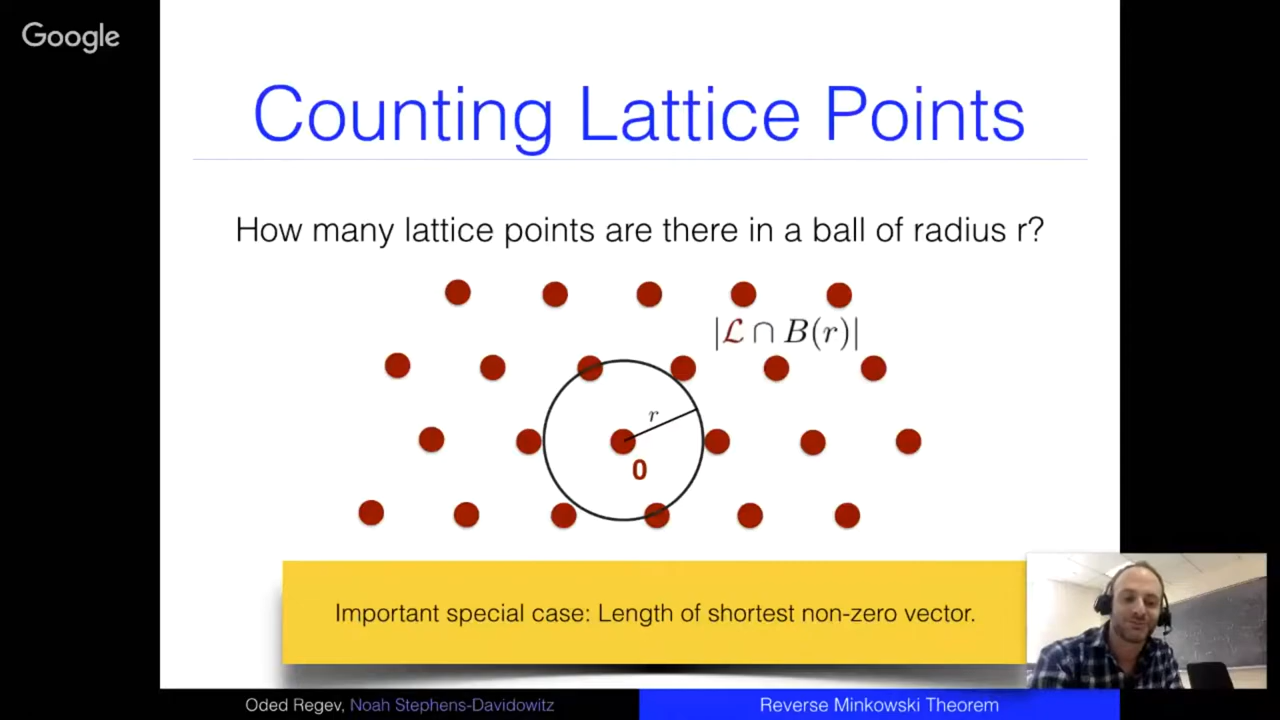 Google
Counting Lattice Points
How many lattice points are there in a ball of radius r?
|ℒ ∩ B(r)|
r
0
Important special case: Length of shortest non-zero vector.
Oded Regev, Noah Stephens-Davidowitz
Reverse Minkowski Theorem